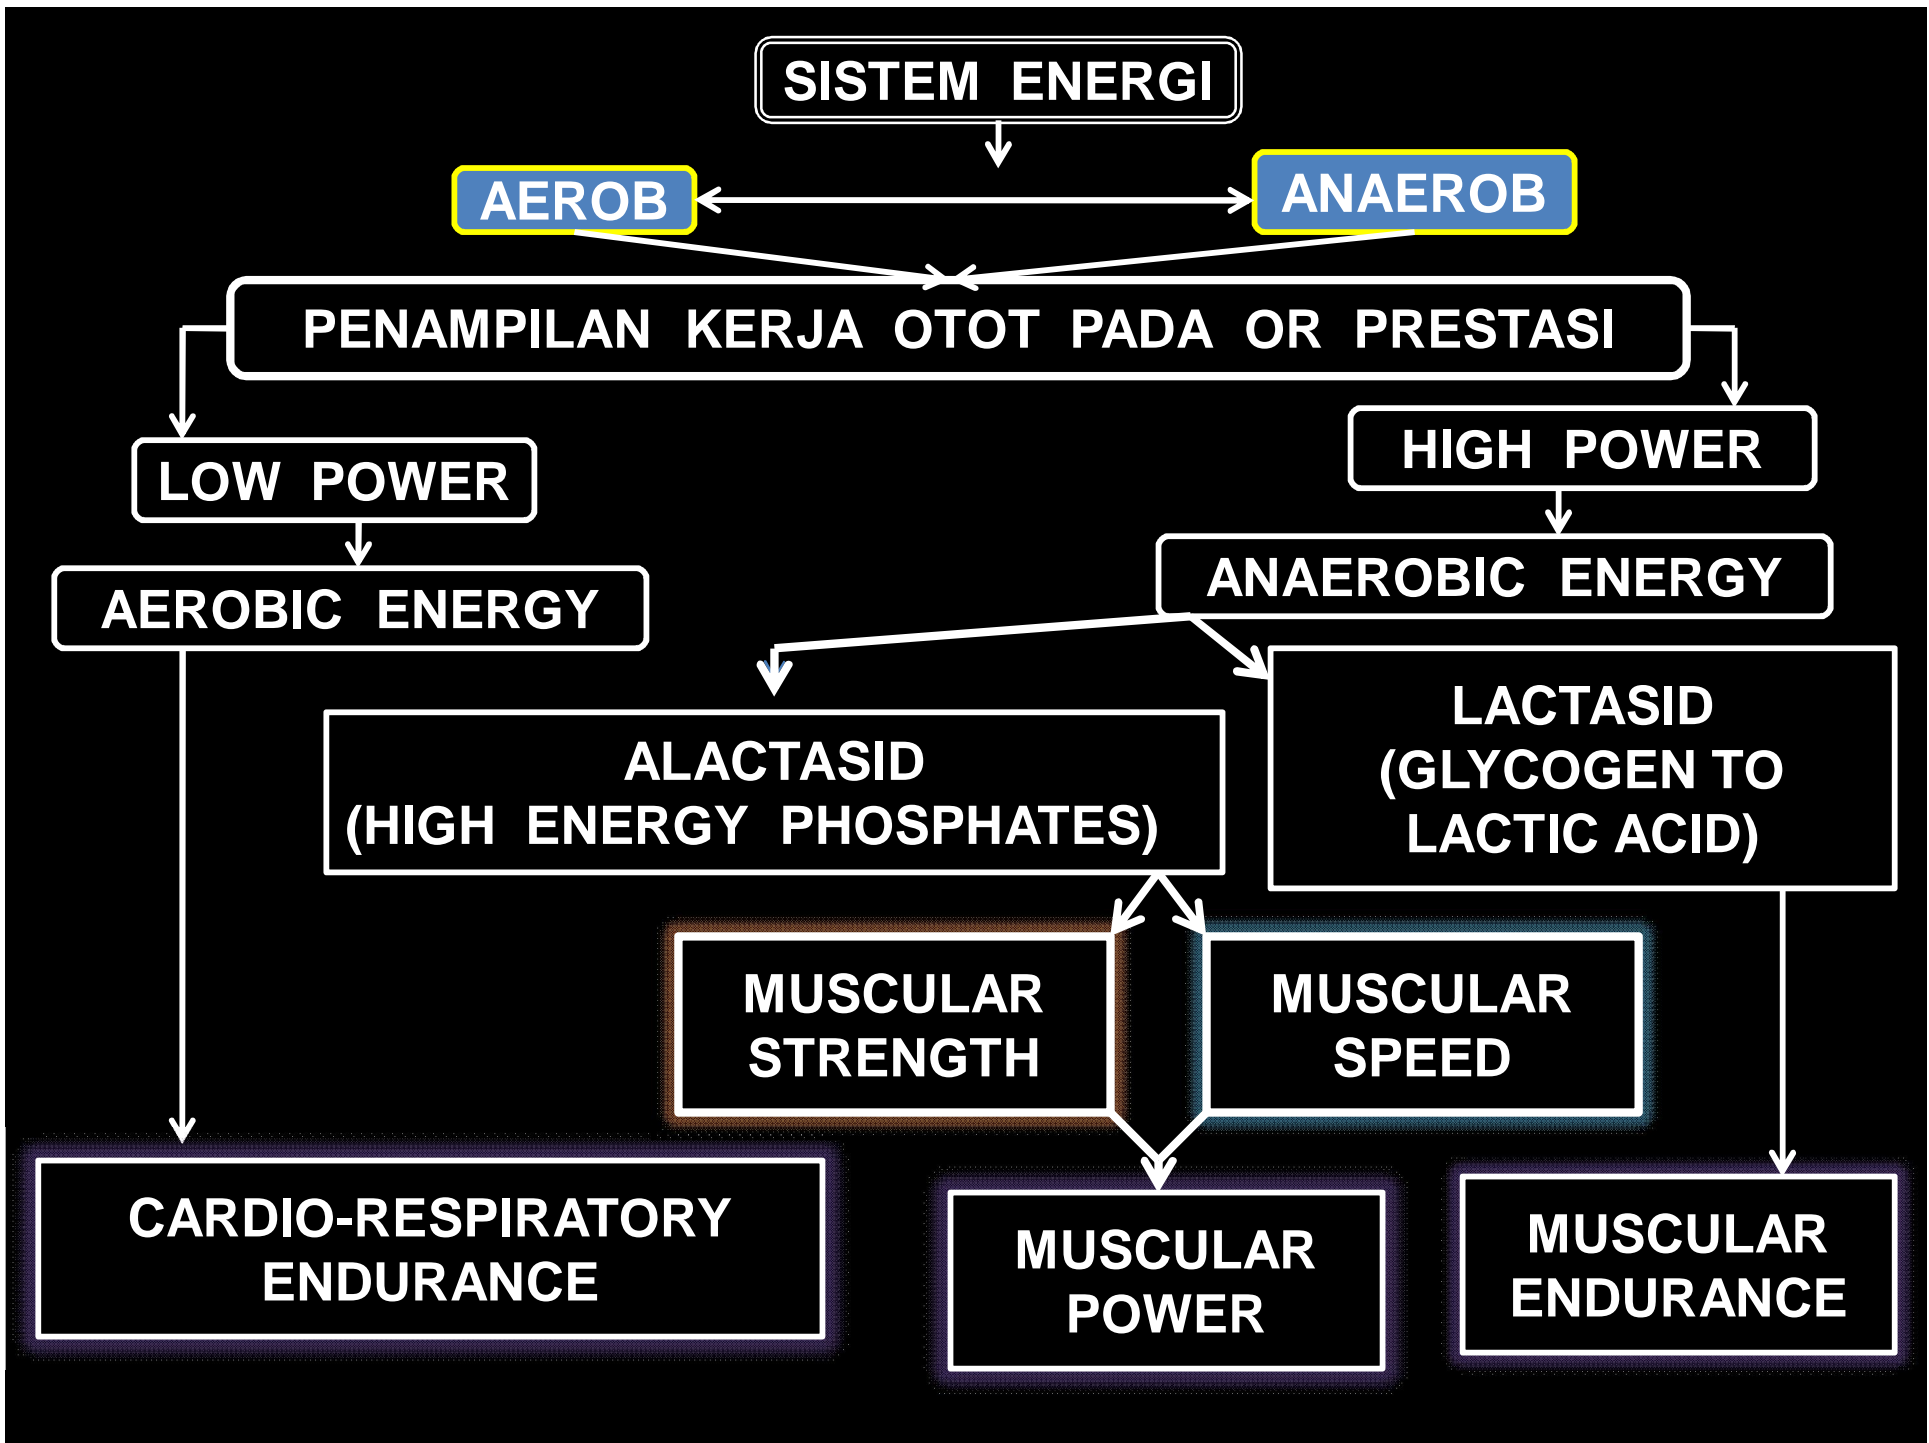 SISTEM ENERGI
AEROB
ANAEROB
PENAMPILAN KERJA OTOT PADA OR PRESTASI
LOW POWER
HIGH POWER
AEROBIC ENERGY
ANAEROBIC ENERGY
ALACTASID
(HIGH ENERGY PHOSPHATES)
LACTASID
(GLYCOGEN TO
LACTIC ACID)
MUSCULAR
STRENGTH
MUSCULAR
SPEED
CARDIO-RESPIRATORY
ENDURANCE
MUSCULAR
POWER
MUSCULAR
ENDURANCE